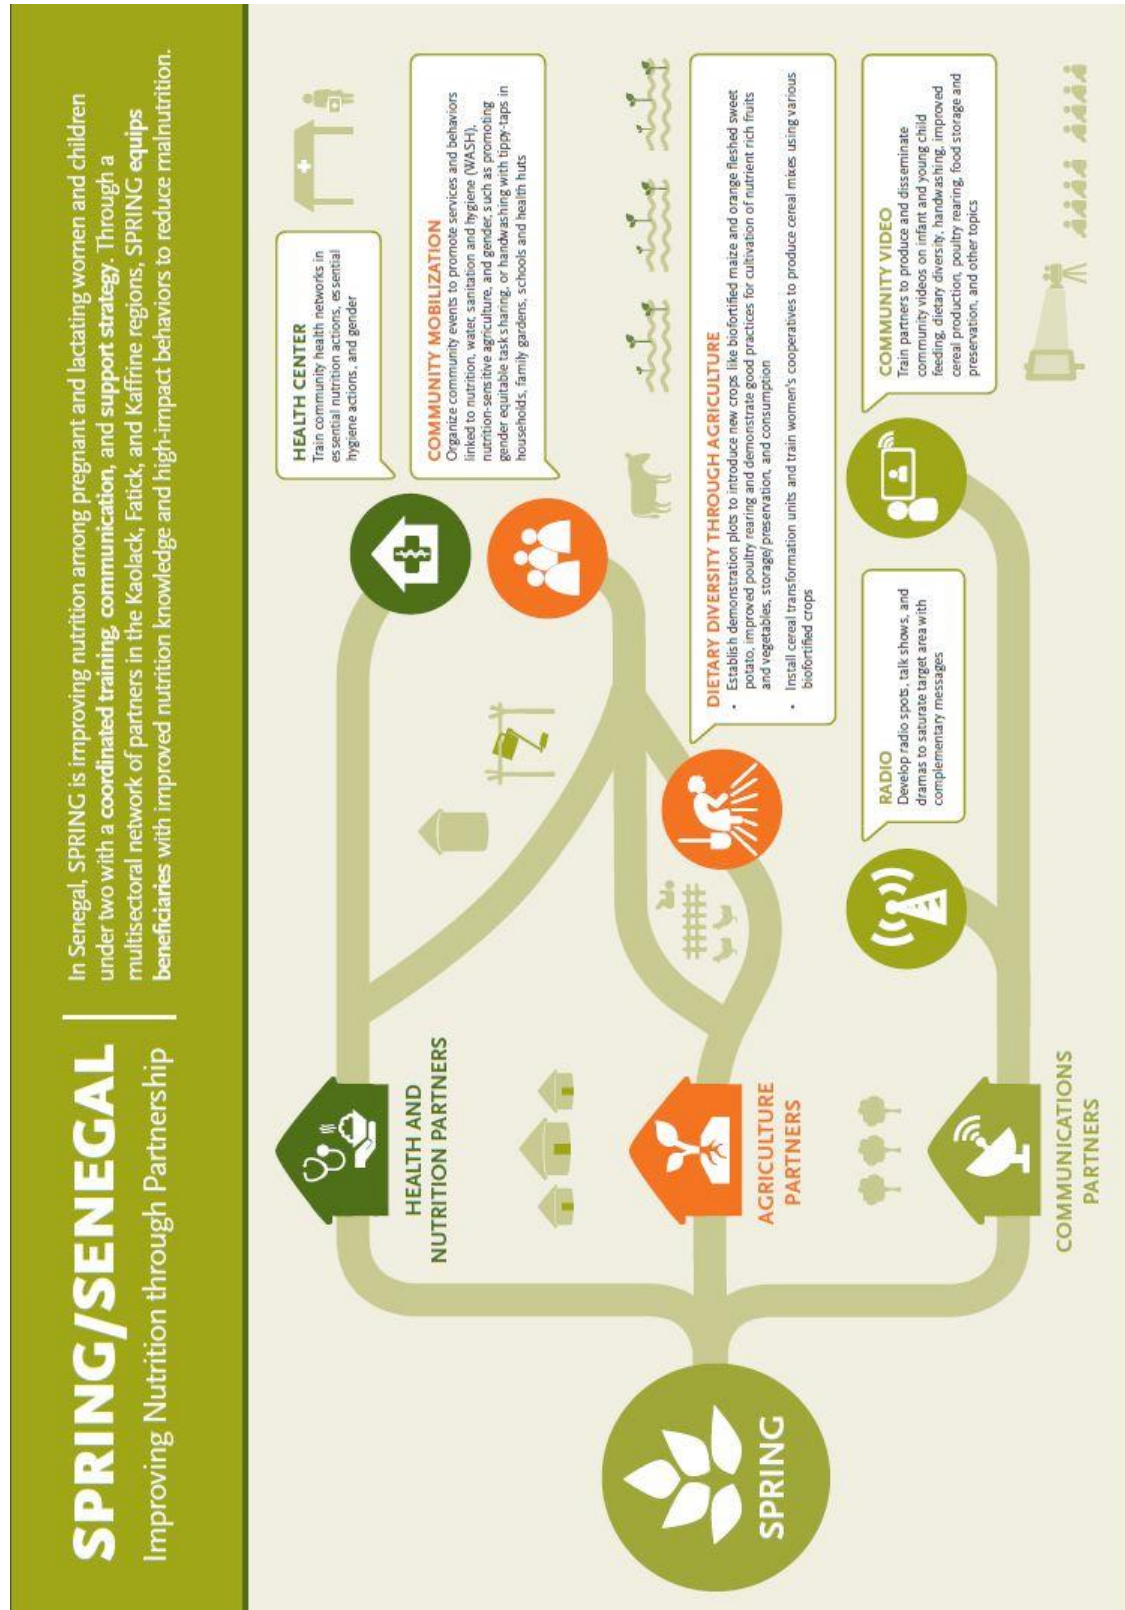 SPRING/SENEGAL
Improving Nutrition through Partnership
In Senegal, SPRING is improving nutrition among pregnant and lactating women and children
under two with a coordinated training, communication, and support strategy. Through a
multisectoral network of partners in the Kaolack, Fatick, and Kaffrine regions, SPRING equips
beneficiaries with improved nutrition knowledge and high-impact behaviors to reduce malnutrition.
SPRING
HEALTH AND
NUTRITION PARTNERS
AGRICULTURE
PARTNERS
COMMUNICATIONS
PARTNERS
HEALTH CENTER
Train community health networks in
essential nutrition actions, essential
hygiene actions, and gender
COMMUNITY MOBILIZATION
Organize community events to promote services and behaviors
linked to nutrition, water, sanitation and hygiene (WASH),
nutrition-sensitive agriculture, and gender, such as promoting
gender equitable task sharing, or handwashing with tippy-taps in
households, family gardens, schools and health huts
DIETARY DIVERSITY THROUGH AGRICULTURE
• Establish demonstration plots to introduce new crops like biofortified maize and orange fleshed sweet
potato, improved poultry rearing and demonstrate good practices for cultivation of nutrient rich fruits
and vegetables, storage/preservation, and consumption
• Install cereal transformation units and train women's cooperatives to produce cereal mixes using various
biofortified crops
RADIO
Develop radio spots, talk shows, and
dramas to saturate target area with
complementary messages
COMMUNITY VIDEO
Train partners to produce and disseminate
community videos on infant and young child
feeding, dietary diversity, handwashing, improved
cereal production, poultry rearing, food storage and
preservation, and other topics